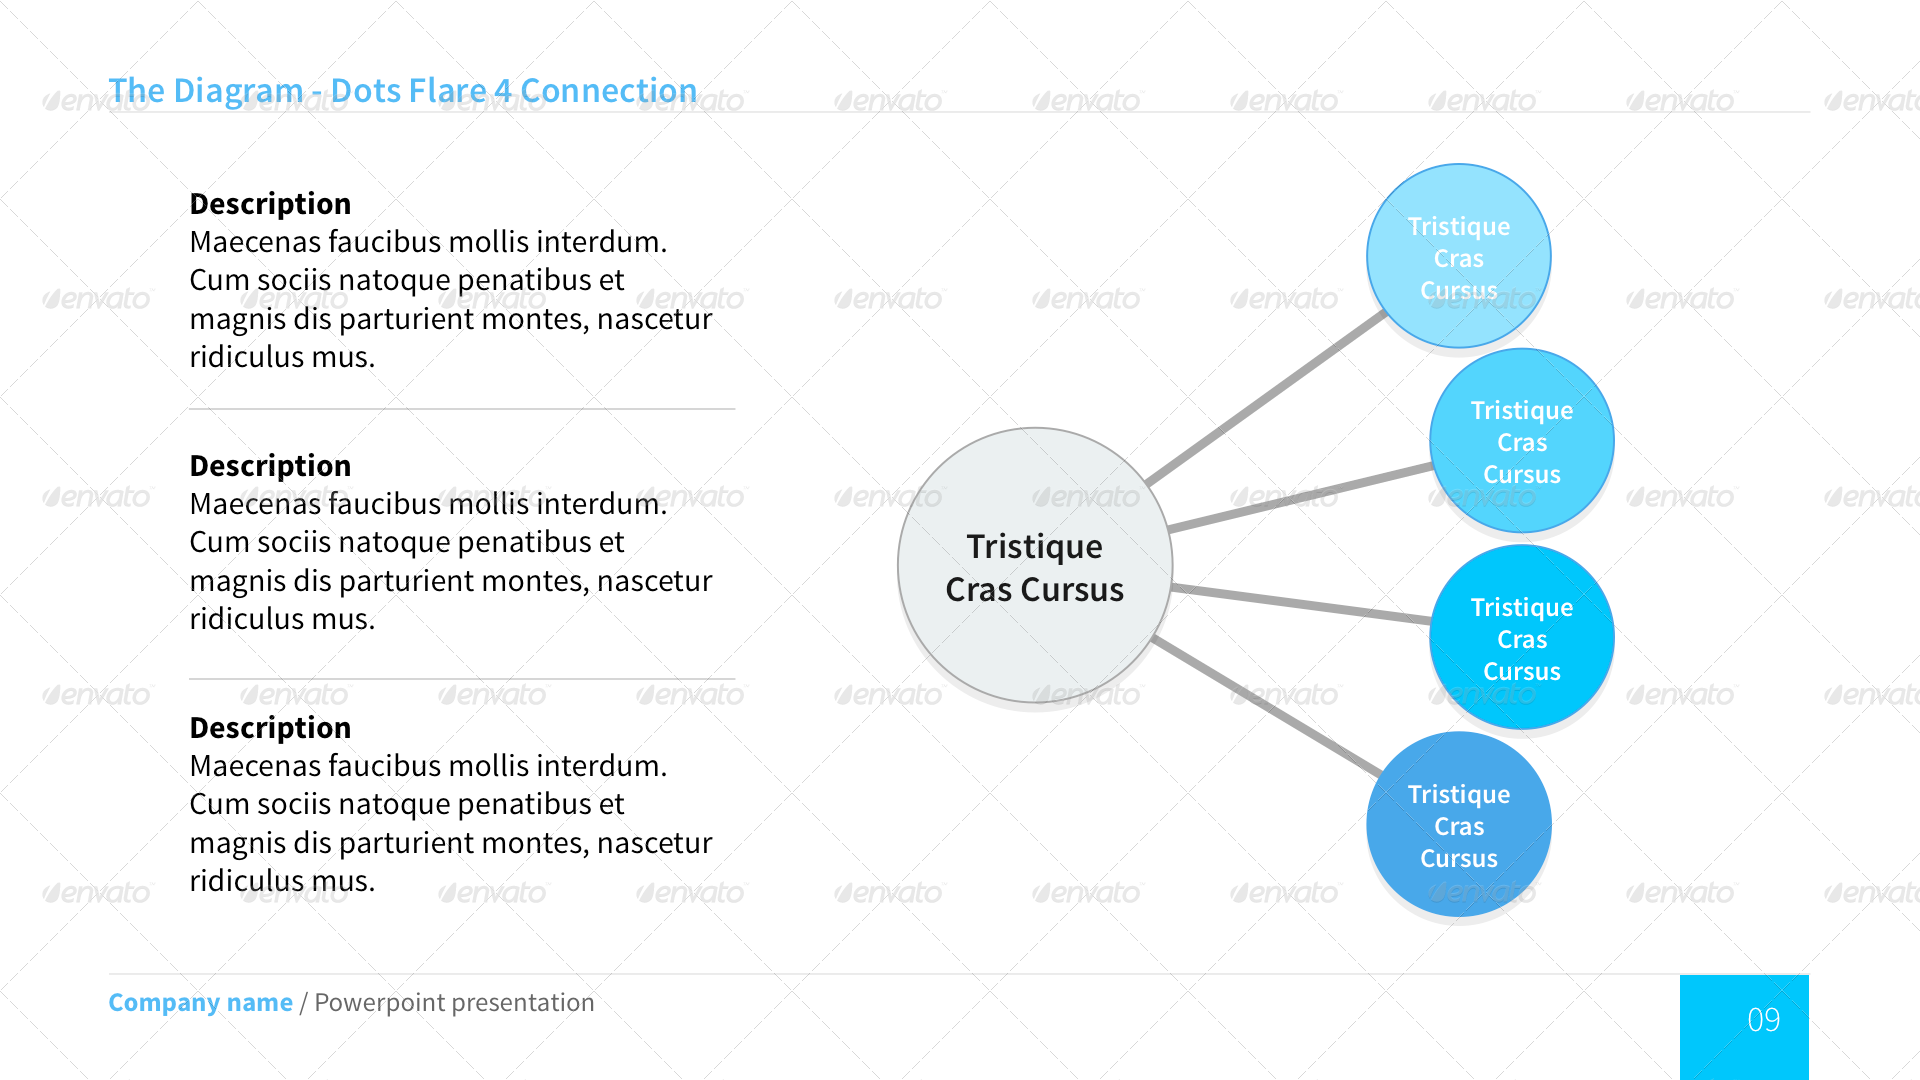 The Diagram - Dots Flare 4 Connection
Description
Maecenas faucibus mollis interdum.
Cum sociis natoque penatibus et
magnis dis parturient montes, nascetur
ridiculus mus.
Description
Maecenas faucibus mollis interdum.
Cum sociis natoque penatibus et
magnis dis parturient montes, nascetur
ridiculus mus.
Description
Maecenas faucibus mollis interdum.
Cum sociis natoque penatibus et
magnis dis parturient montes, nascetur
ridiculus mus.
Tristique
Cras Cursus
Tristique
Cras
Cursus
Tristique
Cras
Cursus
Tristique
Cras
Cursus
Tristique
Cras
Cursus
Company name / Powerpoint presentation
09
envato